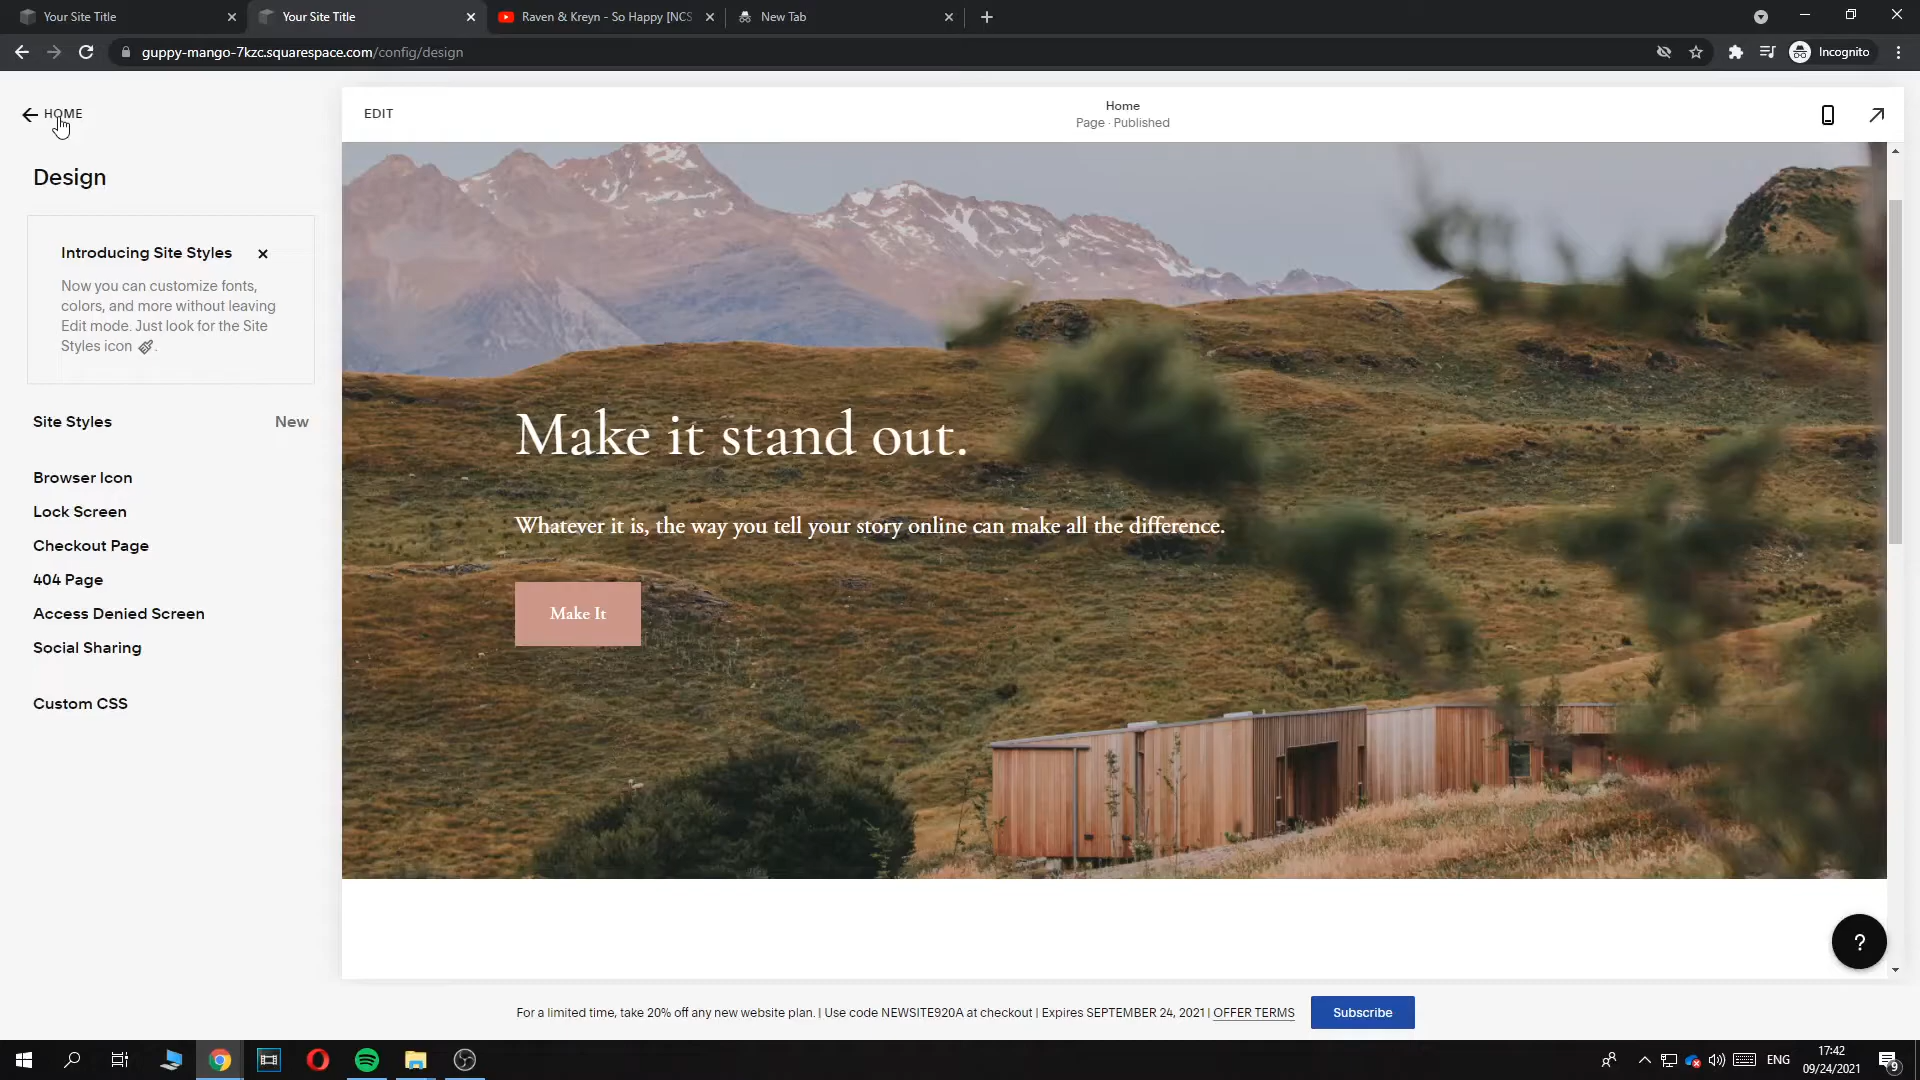 Your Site Title
Your Site Title
Raven & Kreyn - So Happy [NCS
New Tab
guppy-mango-7kzc.squarespace.com/config/design
Incognito
HOME
EDIT
Home
Page · Published
Design
Introducing Site Styles
Now you can customize fonts,
colors, and more without leaving
Edit mode. Just look for the Site
Styles icon .
Site Styles
New
Browser Icon
Lock Screen
Checkout Page
404 Page
Access Denied Screen
Social Sharing
Custom CSS
Make it stand out.
Whatever it is, the way you tell your story online can make all the difference.
Make It
?
For a limited time, take 20% off any new website plan. | Use code NEWSITE920A at checkout | Expires SEPTEMBER 24, 2021 | OFFER TERMS
Subscribe
ENG
17:42
09/24/2021
9